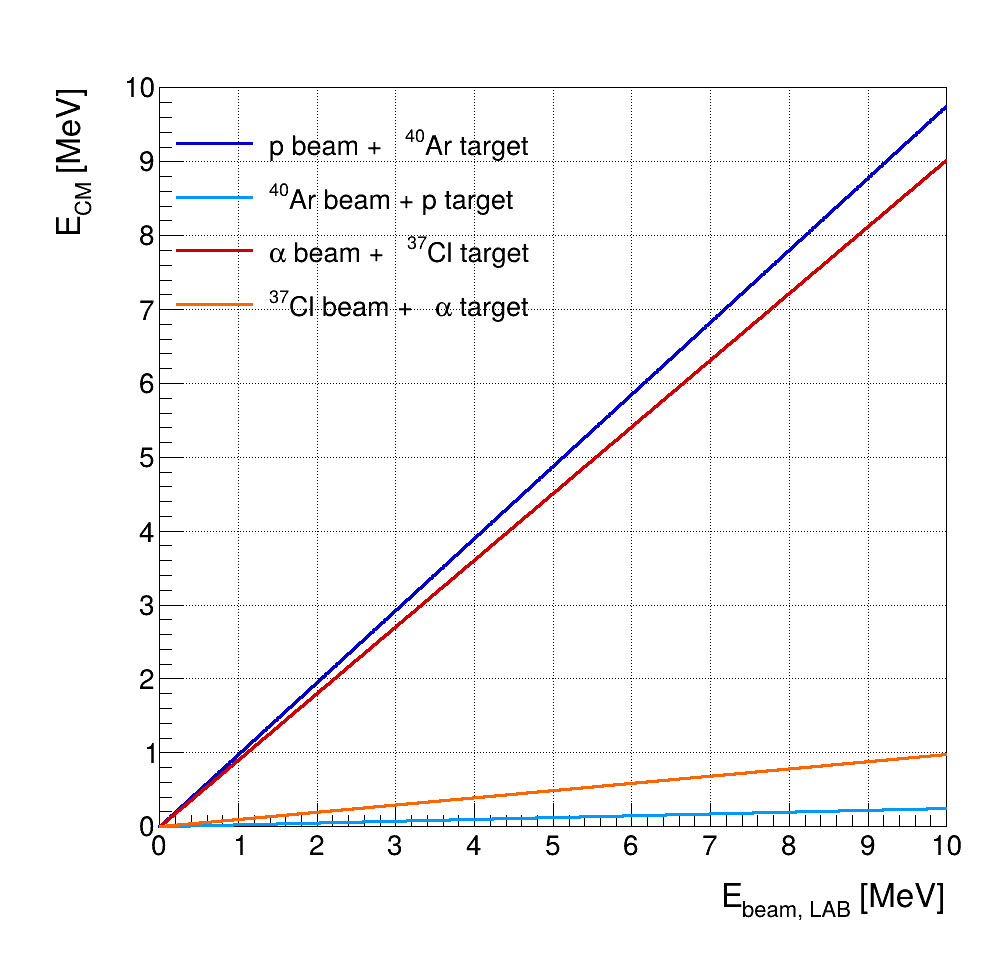 E_CM [MeV]
10
9
8
7
6
5
4
3
2
1
0
p beam + ⁴⁰Ar target
⁴⁰Ar beam + p target
α beam + ³⁷Cl target
³⁷Cl beam + α target
0 1 2 3 4 5 6 7 8 9 10
E_beam, LAB [MeV]